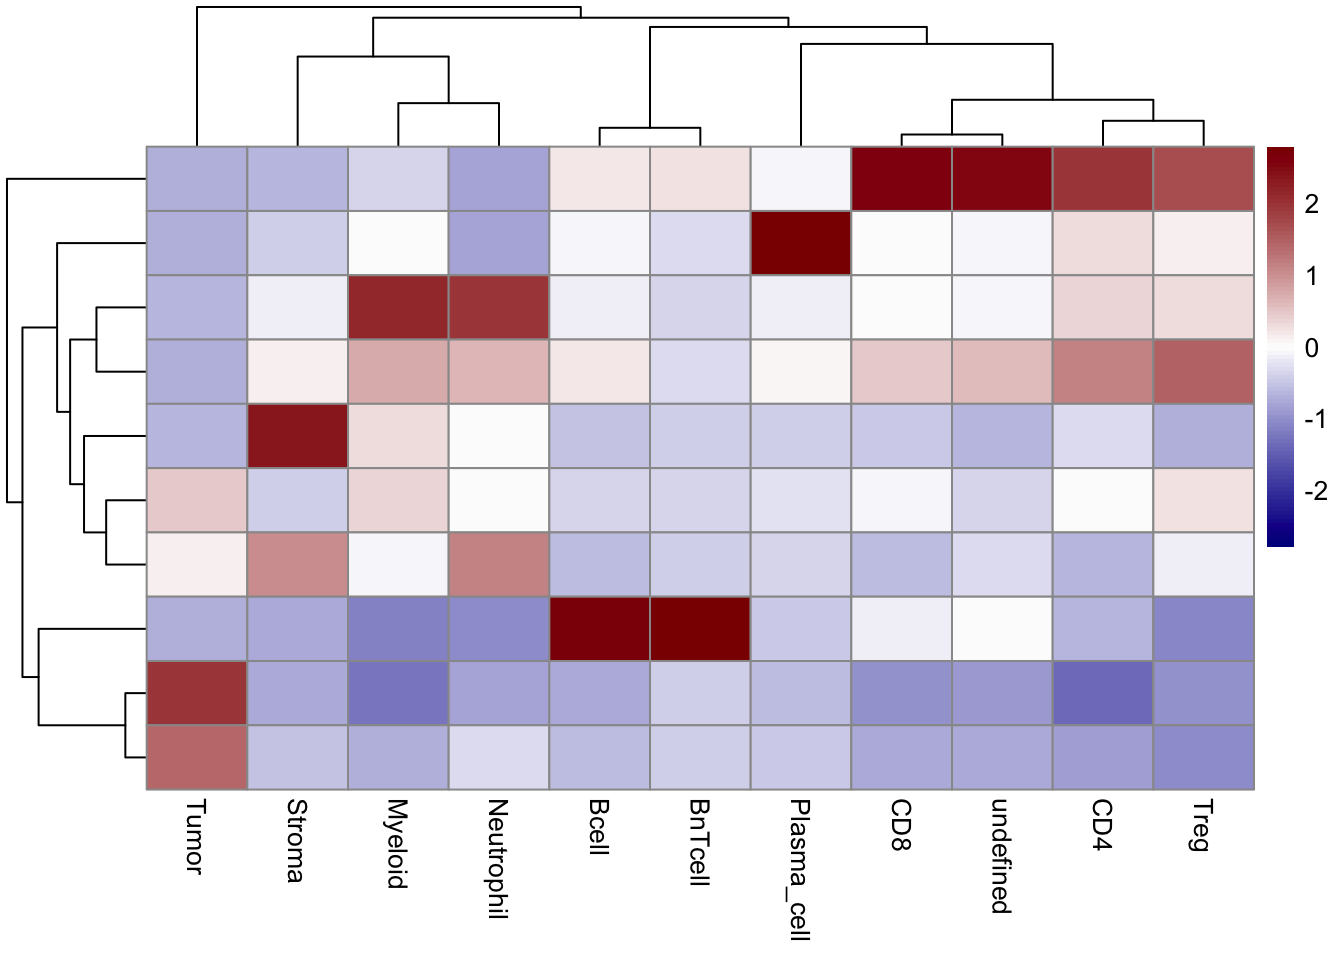 2
1
0
-1
-2
Tumor
Stroma
Myeloid
Neutrophil
Bcell
BnTcell
Plasma_cell
CD8
undefined
CD4
Treg